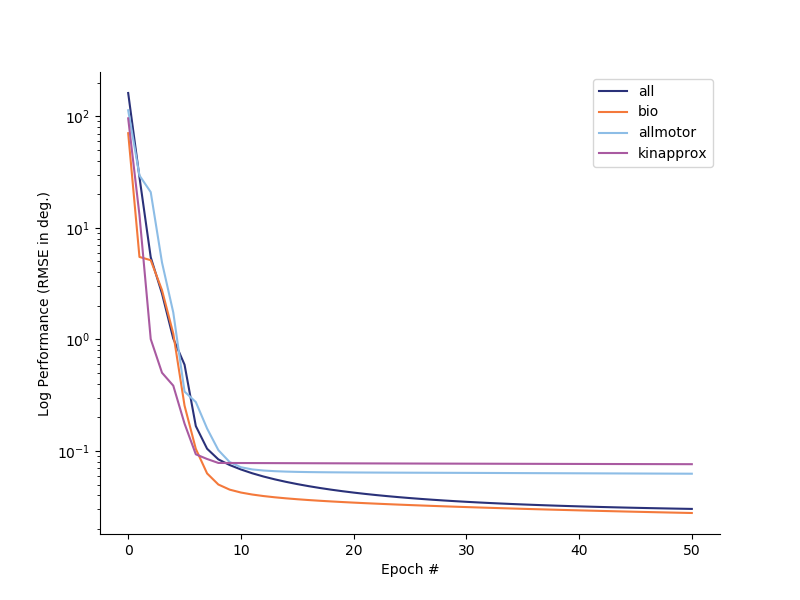 all
bio
allmotor
kinapprox
10²
10¹
10⁰
10⁻¹
Log Performance (RMSE in deg.)
0 10 20 30 40 50
Epoch #